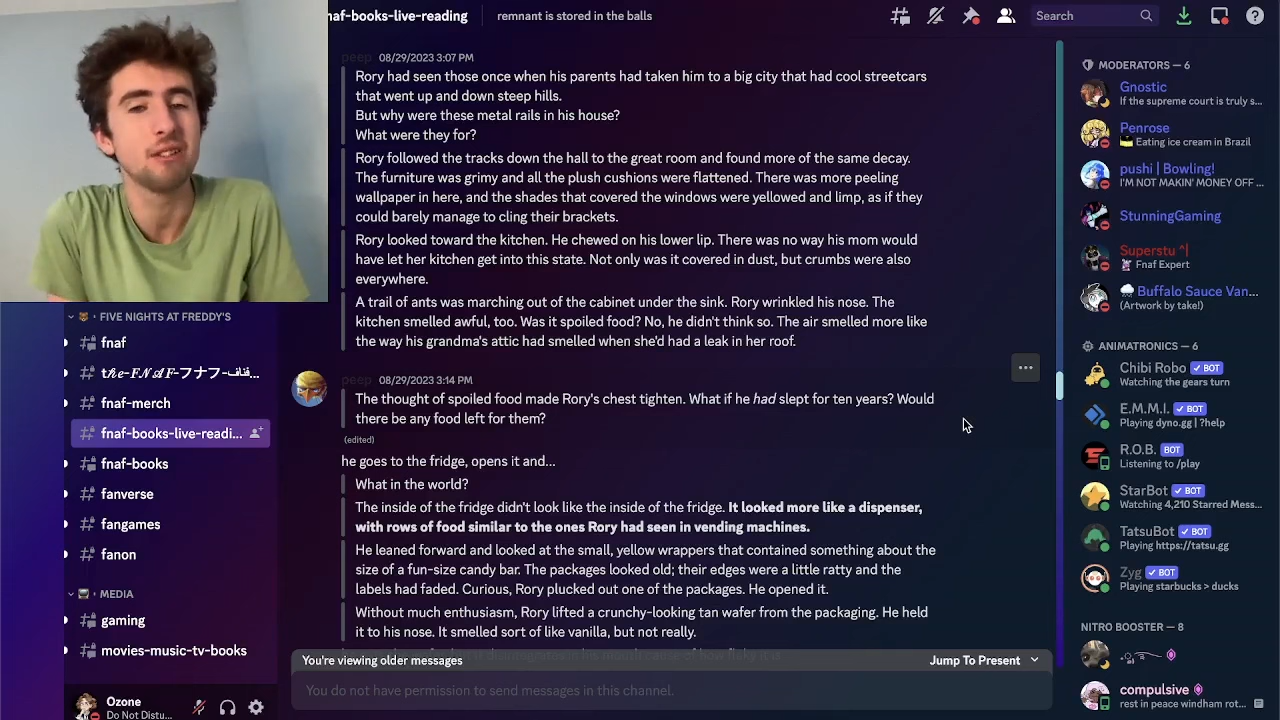 fnaf-books-live-reading
remnant is stored in the balls
Search
peep 08/29/2023 3:07 PM
Rory had seen those once when his parents had taken him to a big city that had cool streetcars
that went up and down steep hills.
But why were these metal rails in his house?
What were they for?
Rory followed the tracks down the hall to the great room and found more of the same decay.
The furniture was grimy and all the plush cushions were flattened. There was more peeling
wallpaper in here, and the shades that covered the windows were yellowed and limp, as if they
could barely manage to cling their brackets.
Rory looked toward the kitchen. He chewed on his lower lip. There was no way his mom would
have let her kitchen get into this state. Not only was it covered in dust, but crumbs were also
everywhere.
A trail of ants was marching out of the cabinet under the sink. Rory wrinkled his nose. The
kitchen smelled awful, too. Was it spoiled food? No, he didn't think so. The air smelled more like
the way his grandma's attic had smelled when she'd had a leak in her roof.
peep 08/29/2023 3:14 PM
The thought of spoiled food made Rory's chest tighten. What if he had slept for ten years? Would
there be any food left for them?
(edited)
he goes to the fridge, opens it and...
What in the world?
The inside of the fridge didn't look like the inside of the fridge. It looked more like a dispenser,
with rows of food similar to the ones Rory had seen in vending machines.
He leaned forward and looked at the small, yellow wrappers that contained something about the
size of a fun-size candy bar. The packages looked old; their edges were a little ratty and the
labels had faded. Curious, Rory plucked out one of the packages. He opened it.
Without much enthusiasm, Rory lifted a crunchy-looking tan wafer from the packaging. He held
it to his nose. It smelled sort of like vanilla, but not really.
You're viewing older messages
Jump To Present
You do not have permission to send messages in this channel.
FIVE NIGHTS AT FREDDY'S
fnaf
the-FNAF-フナフ-فناف...
fnaf-merch
fnaf-books-live-readi...
fnaf-books
fanverse
fangames
fanon
MEDIA
gaming
movies-music-tv-books
Ozone
Do Not Distu...
MODERATORS — 6
Gnostic
If the supreme court is truly s...
Penrose
Eating ice cream in Brazil
pushi | Bowling!
I'M NOT MAKIN' MONEY OFF ...
StunningGaming
Superstu ^|
Fnaf Expert
Buffalo Sauce Van...
(Artwork by take!)
ANIMATRONICS — 6
Chibi Robo BOT
Watching the gears turn
E.M.M.I. BOT
Playing dyno.gg | ?help
R.O.B. BOT
Listening to /play
StarBot BOT
Watching 4,210 Starred Mess...
TatsuBot BOT
Playing https://tatsu.gg
Zyg BOT
Playing starbucks > ducks
NITRO BOOSTER — 8
compulsive
rest in peace windham rot...